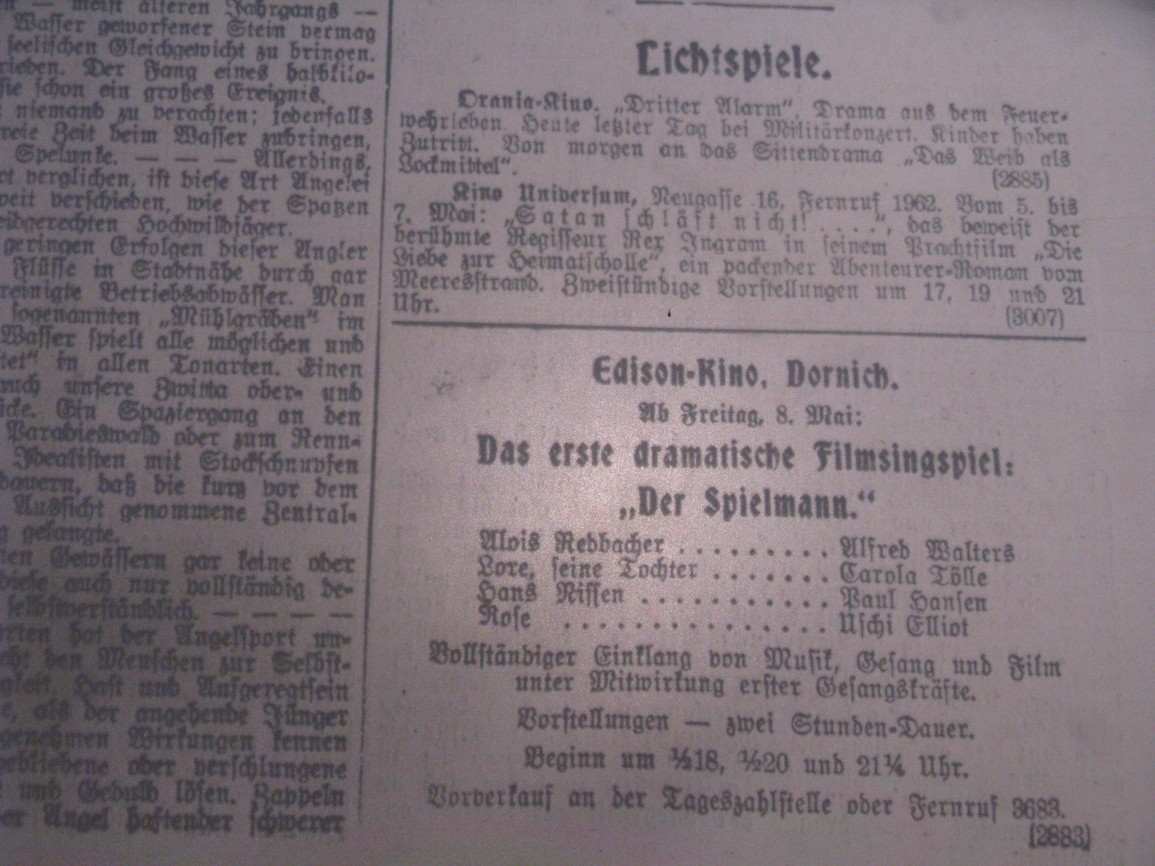 — meist älteren Jahrgangs —
Wasser geworfener Stein vermag
seelischen Gleichgewicht zu bringen.
Der Fang eines halbkilo-
schon ein großes Ereignis.
niemand zu verachten; jedenfalls
Zeit beim Wasser zubringen,
Spelunke. — — — Allerdings,
verglichen, ist diese Art Angelei
verschieden, wie der Spatzen
Hochwildjäger.
geringen Erfolgen dieser Angler
Flüsse in Stadtnähe durch gar
Betriebsabwässer. Man
sogenannten „Mühlgräben" im
Wasser spielt alle möglichen und
in allen Tonarten. Einen
unsere Zwitta ober- und
Ein Spaziergang an den
Paradieswald oder zum Renn-
Idealisten mit Stockschnupfen
daß die kurz vor dem
Aussicht genommene Zentral-
gelangte.
Gewässern gar keine oder
diese auch nur vollständig be-
selbstverständlich. — — — —
hat der Angelsport un-
den Menschen zur Selbst-
Hast und Aufgeregtsein
als der angehende Jünger
Wirkungen kennen
oder verschlungene
und Geduld lösen. Zappeln
Angel haftender schwerer
Lichtspiele.
Orania-Kino. „Dritter Alarm", Drama aus dem Feuer-
wehrleben. Heute letzter Tag bei Militärkonzert. Kinder haben
Zutritt. Von morgen an das Sittendrama „Das Weib als
Lockmittel".
(2885)
Kino Universum, Neugasse 16, Fernruf 1962. Vom 5. bis
7. Mai: „Satan schläft nicht! . . . .", das beweist der
berühmte Regisseur Rex Ingram in seinem Prachtfilm „Die
Liebe zur Heimatscholle", ein packender Abenteurer-Roman vom
Meeresstrand. Zweistündige Vorstellungen um 17, 19 und 21
Uhr. (3007)
Edison-Kino, Dornich.
Ab Freitag, 8. Mai:
Das erste dramatische Filmsingspiel:
„Der Spielmann."
Alois Rebbacher . . . . . . . . . Alfred Walters
Lore, seine Tochter . . . . . . . Carola Tölle
Hans Nissen . . . . . . . . . . . Paul Hansen
Rose . . . . . . . . . . . . . . . Uschi Elliot
Vollständiger Einklang von Musik, Gesang und Film
unter Mitwirkung erster Gesangskräfte.
Vorstellungen — zwei Stunden-Dauer.
Beginn um ½18, ½20 und 21¼ Uhr.
Vorverkauf an der Tageszahlstelle oder Fernruf 3683.
(2883)